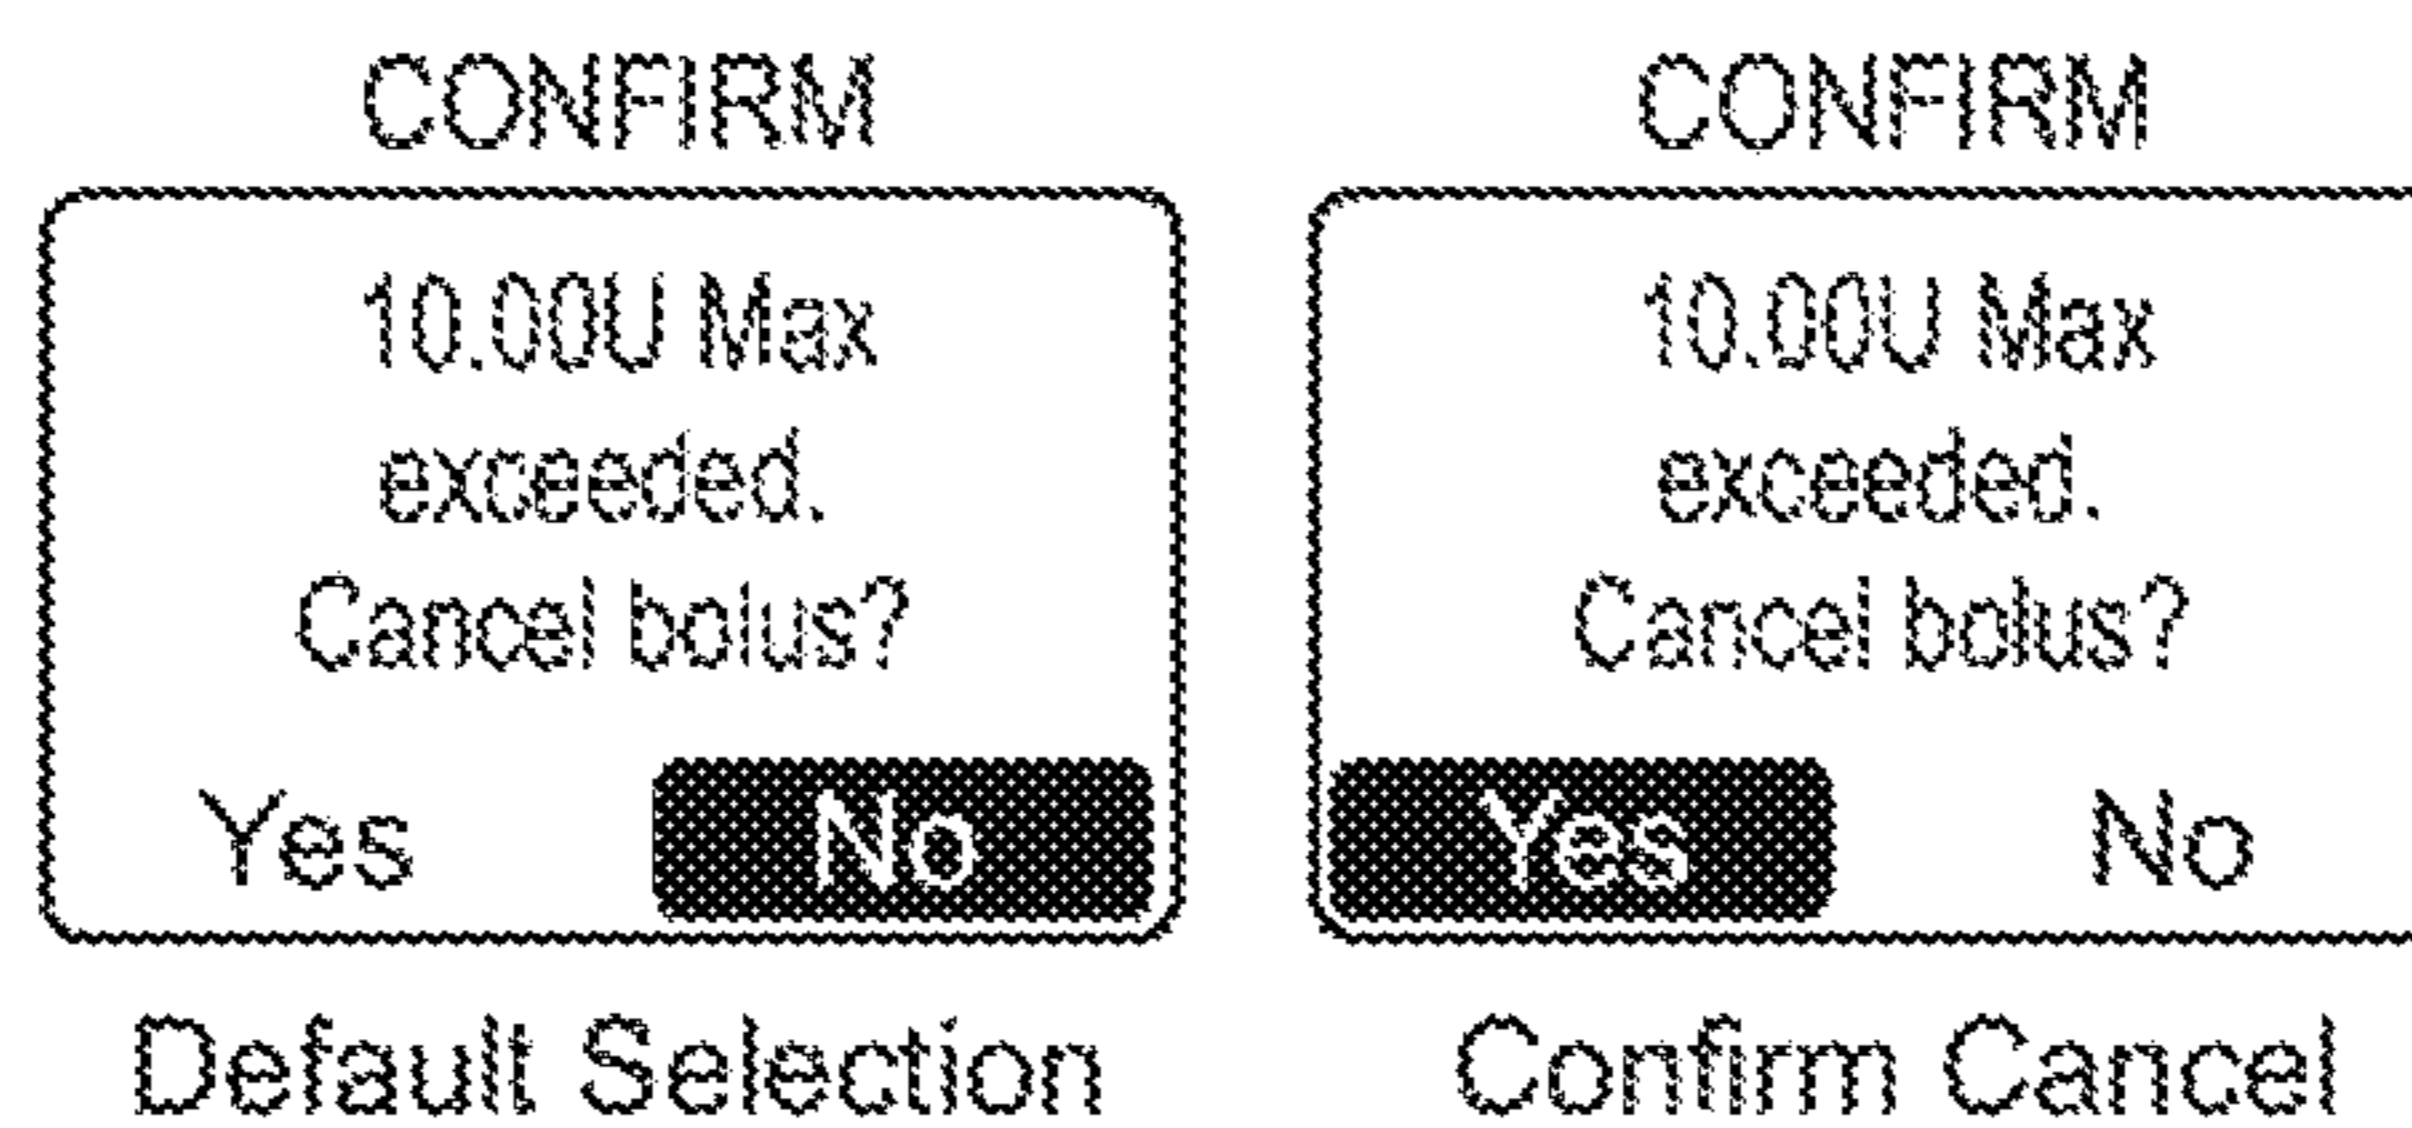 CONFIRM
10.00U Max
exceeded.
Cancel bolus?
Yes No
Default Selection
CONFIRM
10.00U Max
exceeded.
Cancel bolus?
Yes No
Confirm Cancel